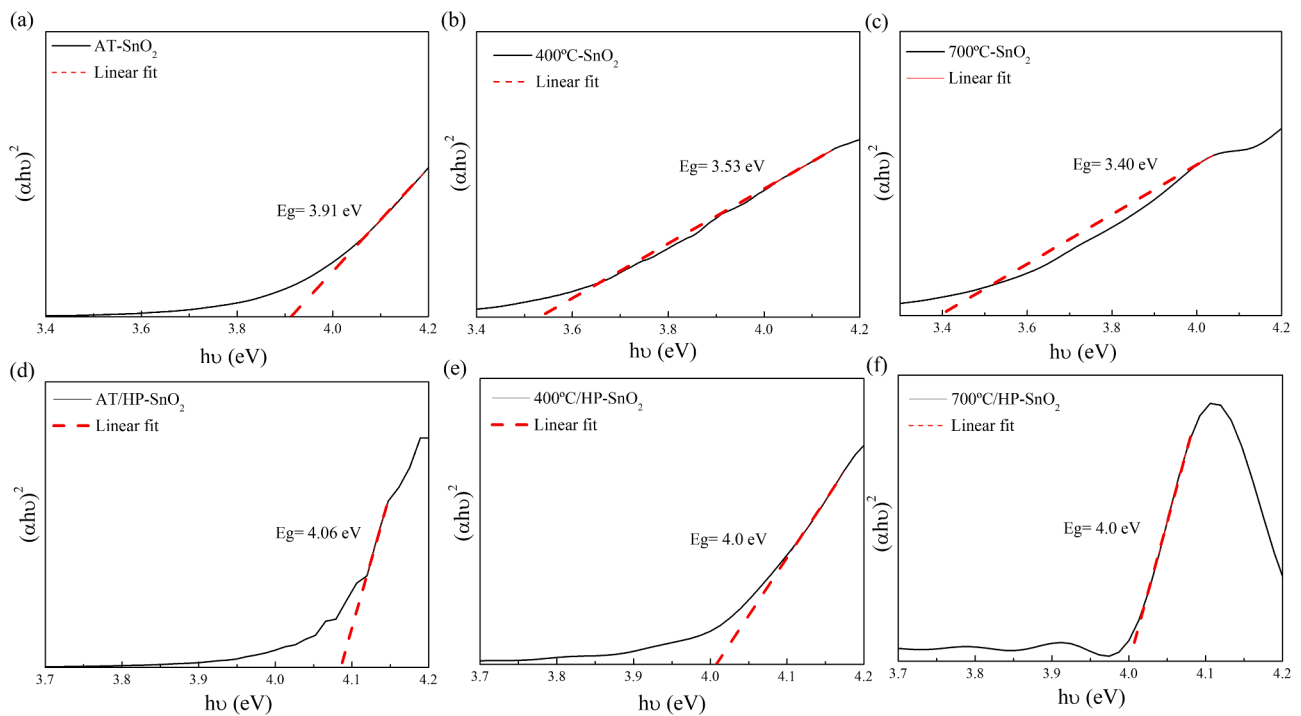 (a)
AT-SnO₂
Linear fit
(αhυ)²
Eg= 3.91 eV
3.4 3.6 3.8 4.0 4.2
hυ (eV)
(b)
400ºC-SnO₂
Linear fit
(αhυ)²
Eg= 3.53 eV
3.4 3.6 3.8 4.0 4.2
hυ (eV)
(c)
700ºC-SnO₂
Linear fit
(αhυ)²
Eg= 3.40 eV
3.4 3.6 3.8 4.0 4.2
hυ (eV)
(d)
AT/HP-SnO₂
Linear fit
(αhυ)²
Eg= 4.06 eV
3.7 3.8 3.9 4.0 4.1 4.2
hυ (eV)
(e)
400ºC/HP-SnO₂
Linear fit
(αhυ)²
Eg= 4.0 eV
3.7 3.8 3.9 4.0 4.1 4.2
hυ (eV)
(f)
700ºC/HP-SnO₂
Linear fit
(αhυ)²
Eg= 4.0 eV
3.7 3.8 3.9 4.0 4.1 4.2
hυ (eV)